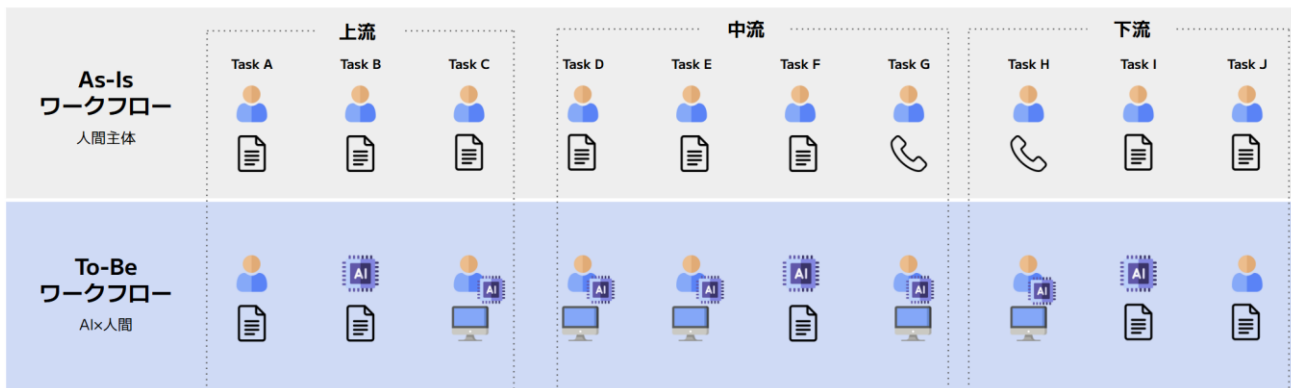 上流
中流
下流
Task A
Task B
Task C
Task D
Task E
Task F
Task G
Task H
Task I
Task J
As-Is
ワークフロー
人間主体
To-Be
ワークフロー
AI×人間
AI
AI
AI
AI
AI
AI
AI
AI